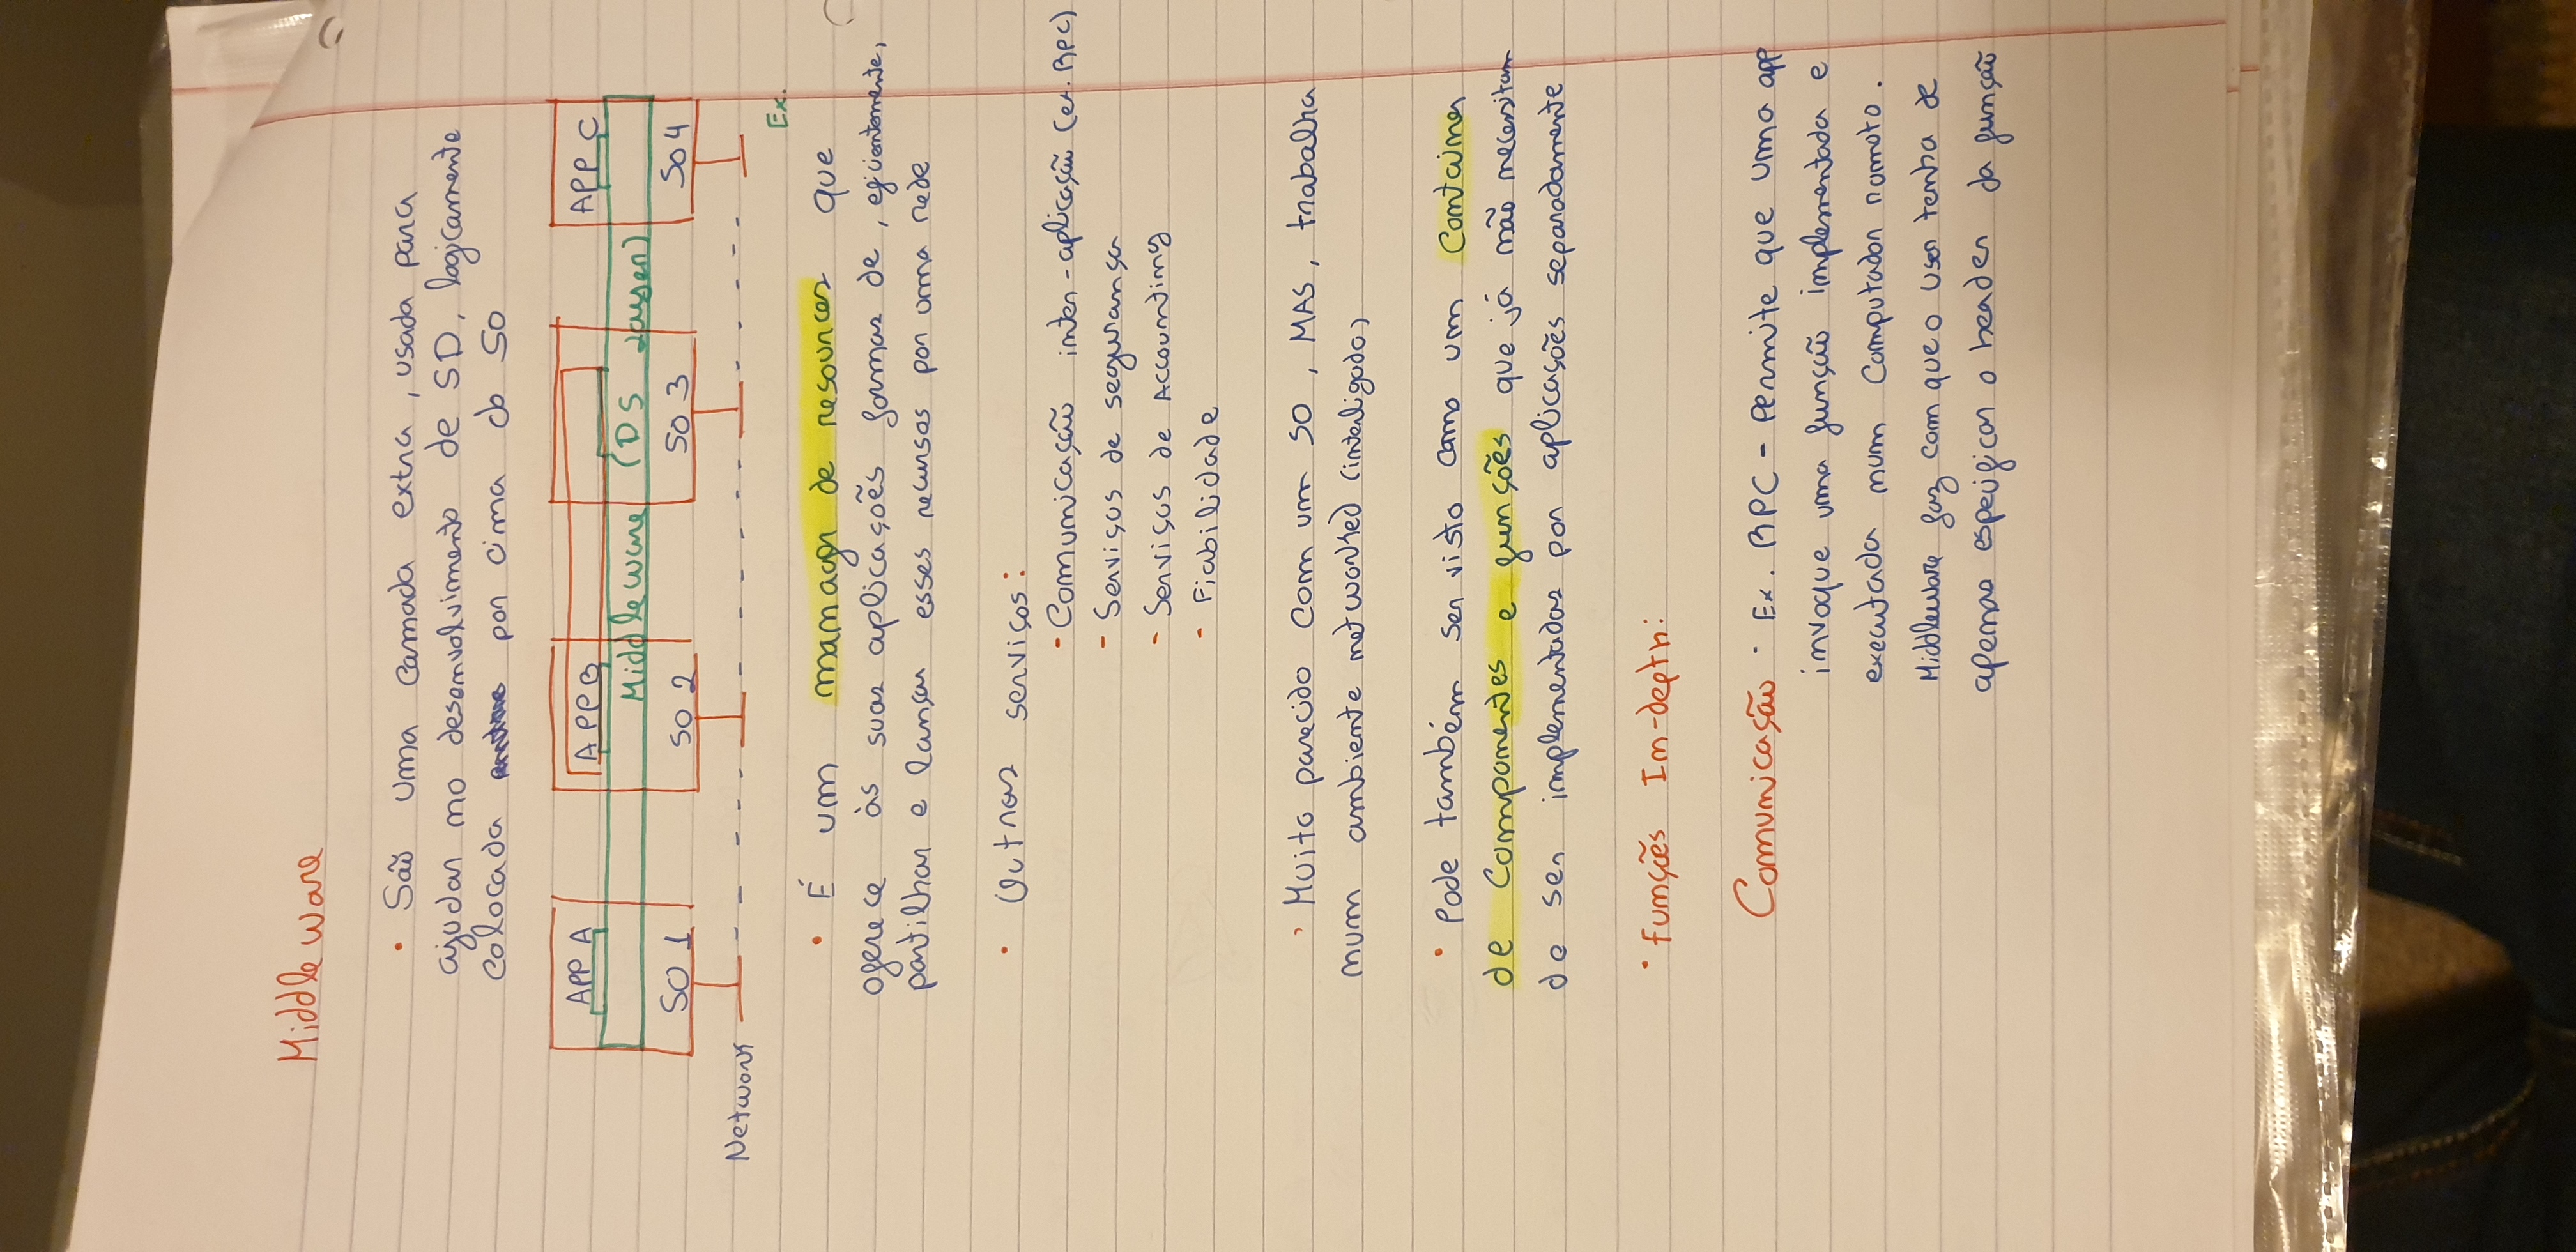 Middleware
• São uma camada extra, usada para
ajudar no desenvolvimento de SD, logicamente
colocada por cima do SO
APP A APP B APP C
Middleware (DS Layer)
SO 1 SO 2 SO 3 SO 4
Network
Ex.
• É um manager de resources que
oferece às suas aplicações formas de, eficientemente,
partilhar e lançar esses recursos por uma rede
• Outros serviços:
- Comunicação inter-aplicação (ex. RPC)
- Serviços de segurança
- Serviços de Accounting
- Fiabilidade
• Muito parecido com um SO, MAS, trabalha
num ambiente networked (interligado)
• Pode também ser visto como um Container
de Componentes e funções que já não necessitam
de ser implementadas por aplicações separadamente
• Funções In-depth:
Comunicação · Ex. RPC - Permite que uma app
invoque uma função implementada e
executada num Computador remoto.
Middleware faz com que o user tenha de
apenas especificar o header da função